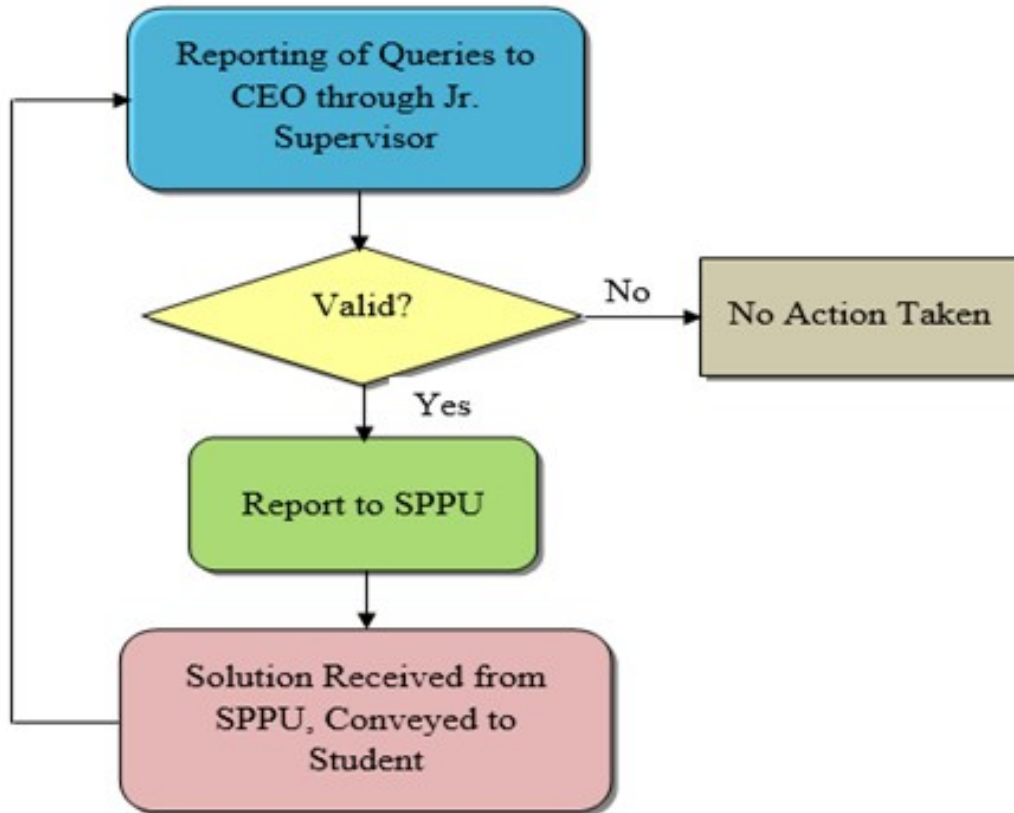 Reporting of Queries to
CEO through Jr.
Supervisor
Valid?
No
No Action Taken
Yes
Report to SPPU
Solution Received from
SPPU, Conveyed to
Student